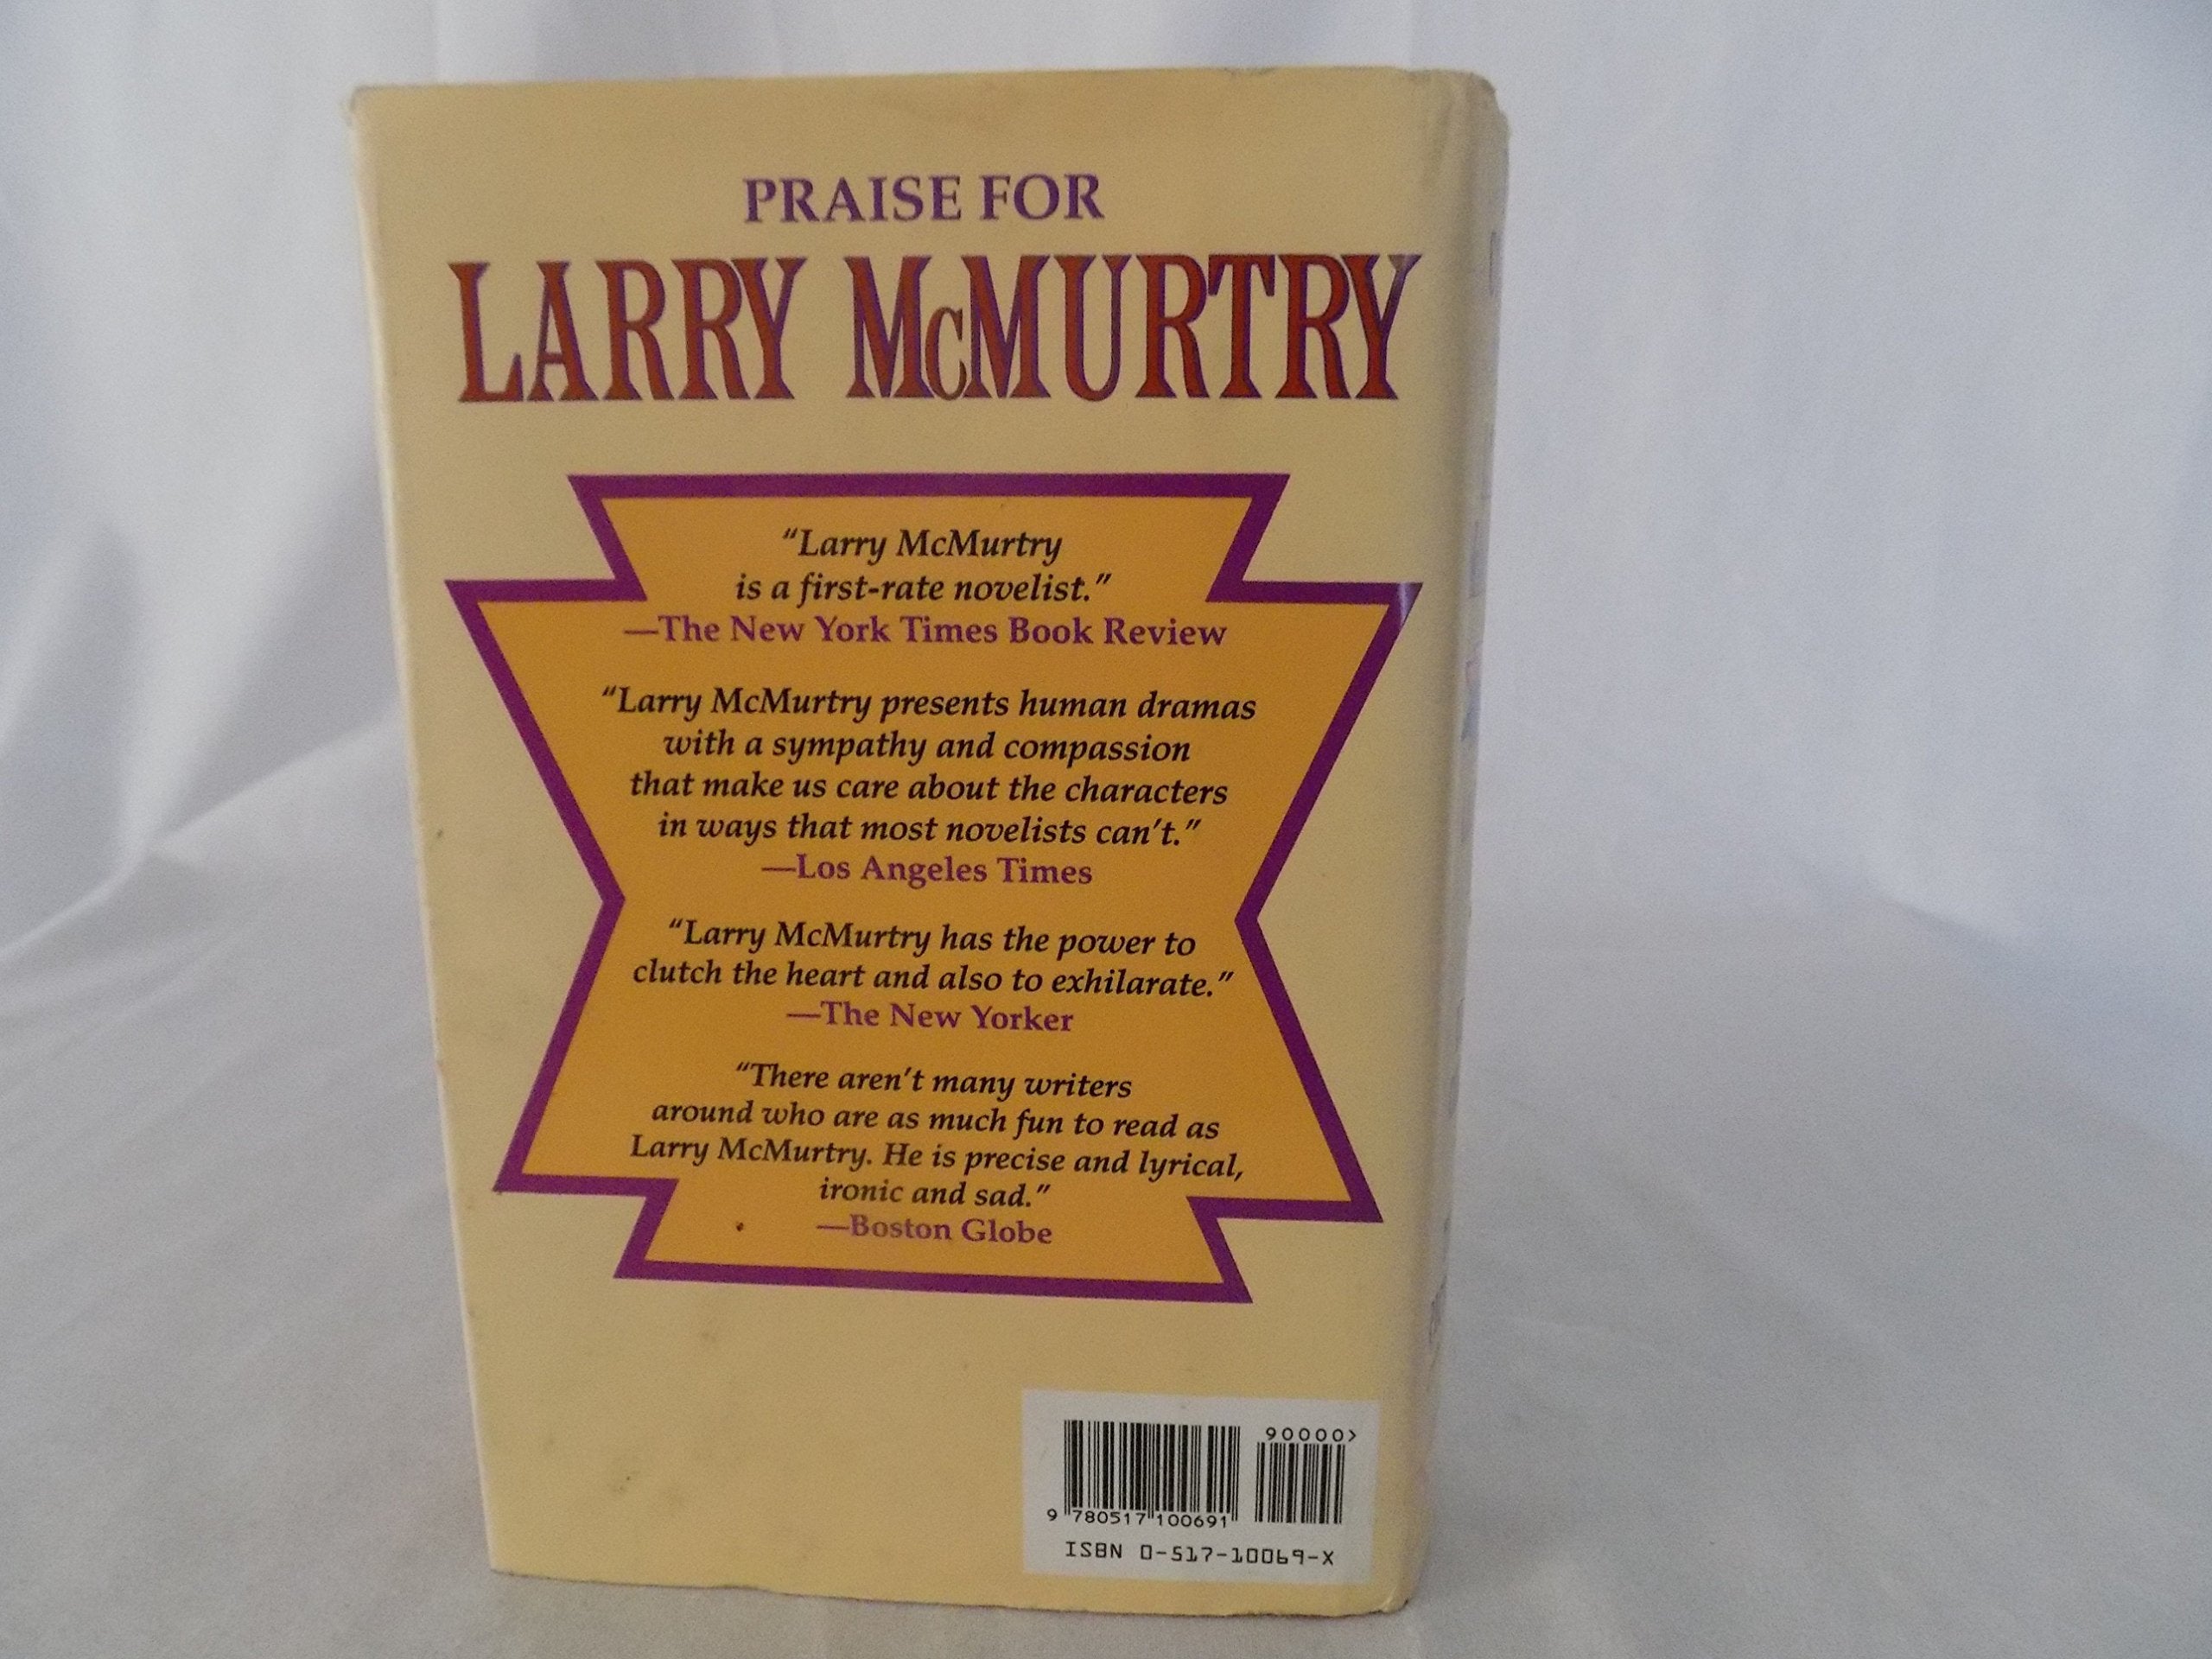 PRAISE FOR
LARRY McMURTRY
“Larry McMurtry
is a first-rate novelist.”
—The New York Times Book Review
“Larry McMurtry presents human dramas
with a sympathy and compassion
that make us care about the characters
in ways that most novelists can’t.”
—Los Angeles Times
“Larry McMurtry has the power to
clutch the heart and also to exhilarate.”
—The New Yorker
“There aren’t many writers
around who are as much fun to read as
Larry McMurtry. He is precise and lyrical,
ironic and sad.”
—Boston Globe
90000>
9 780517 100691
ISBN 0-517-10069-X